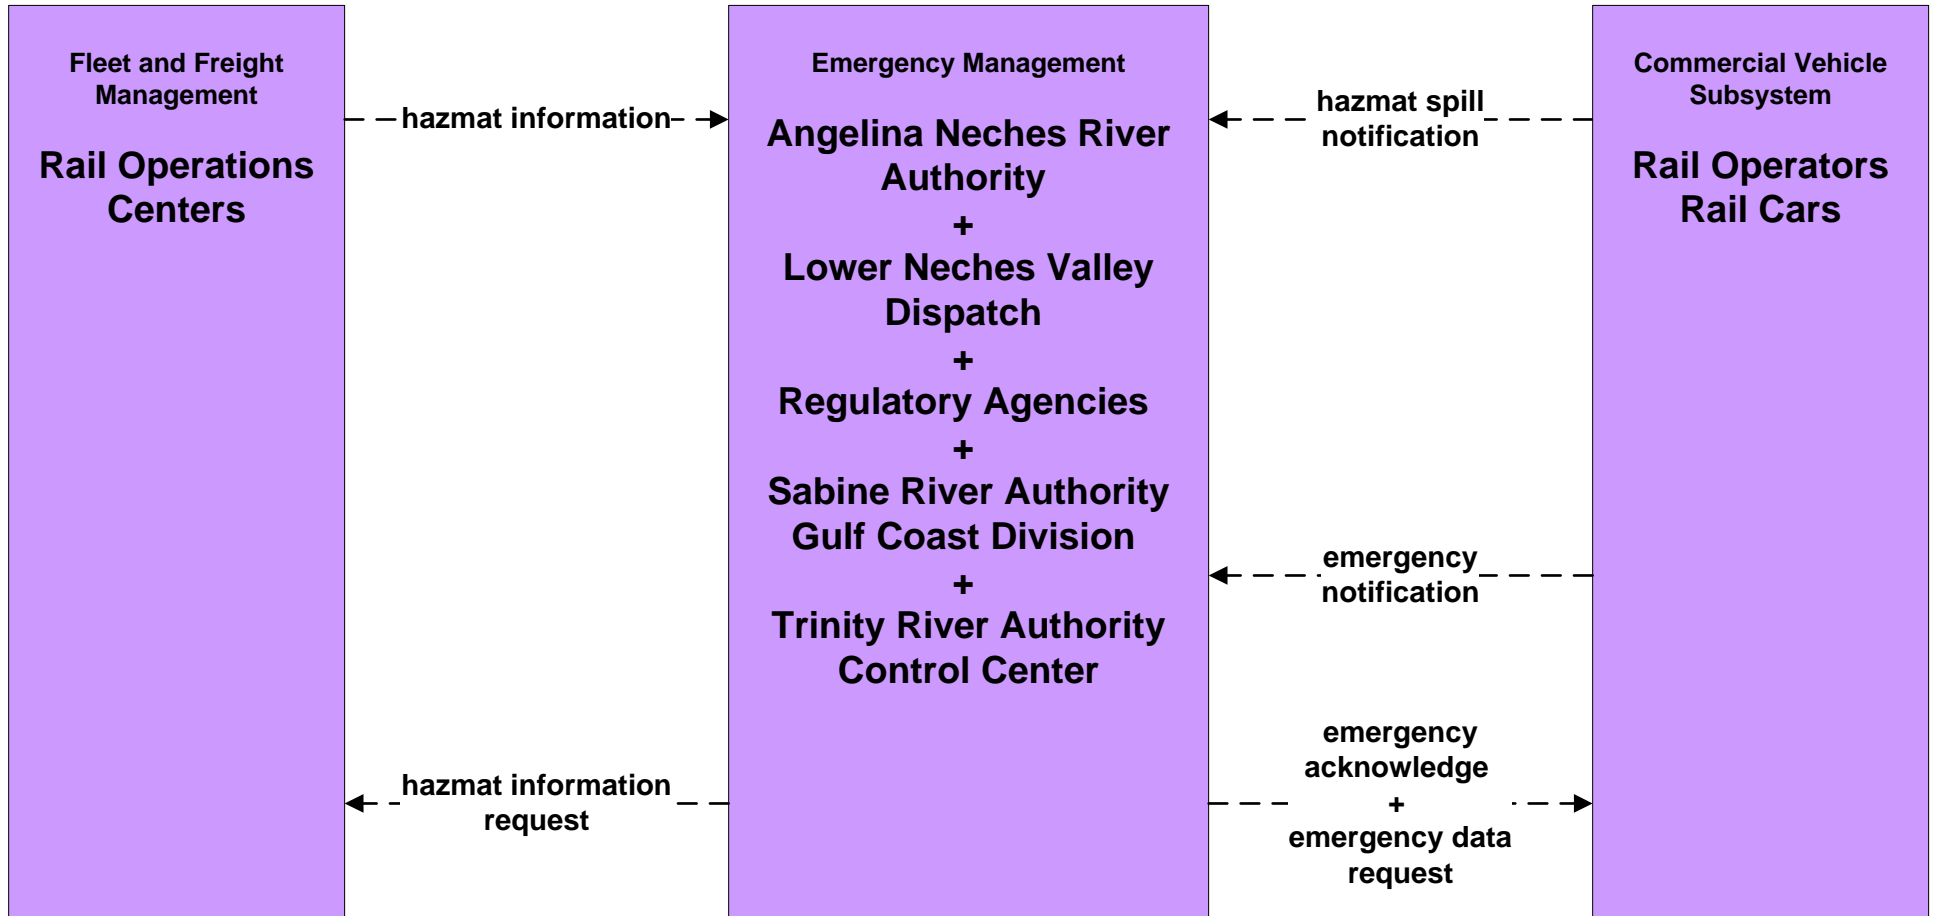 Fleet and Freight
Management
Rail Operations
Centers
hazmat information
hazmat information
request
Emergency Management
Angelina Neches River
Authority
+
Lower Neches Valley
Dispatch
+
Regulatory Agencies
+
Sabine River Authority
Gulf Coast Division
+
Trinity River Authority
Control Center
hazmat spill
notification
emergency
notification
emergency
acknowledge
+
emergency data
request
Commercial Vehicle
Subsystem
Rail Operators
Rail Cars